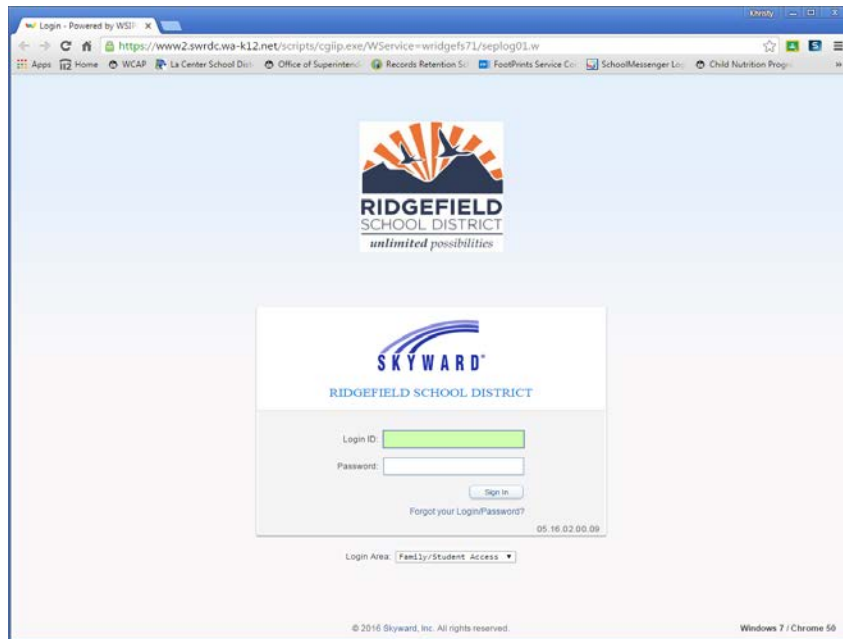 Khristy
Login - Powered by WSIP
https://www2.swrdc.wa-k12.net/scripts/cgiip.exe/WService=wridgefs71/seplog01.w
Apps Home WCAP La Center School Dist Office of Superintend Records Retention Sc FootPrints Service Cor SchoolMessenger Log Child Nutrition Progr »
RIDGEFIELD
SCHOOL DISTRICT
unlimited possibilities
SKYWARD®
RIDGEFIELD SCHOOL DISTRICT
Login ID:
Password:
Sign In
Forgot your Login/Password?
05.16.02.00.09
Login Area: Family/Student Access
© 2016 Skyward, Inc. All rights reserved.
Windows 7 / Chrome 50